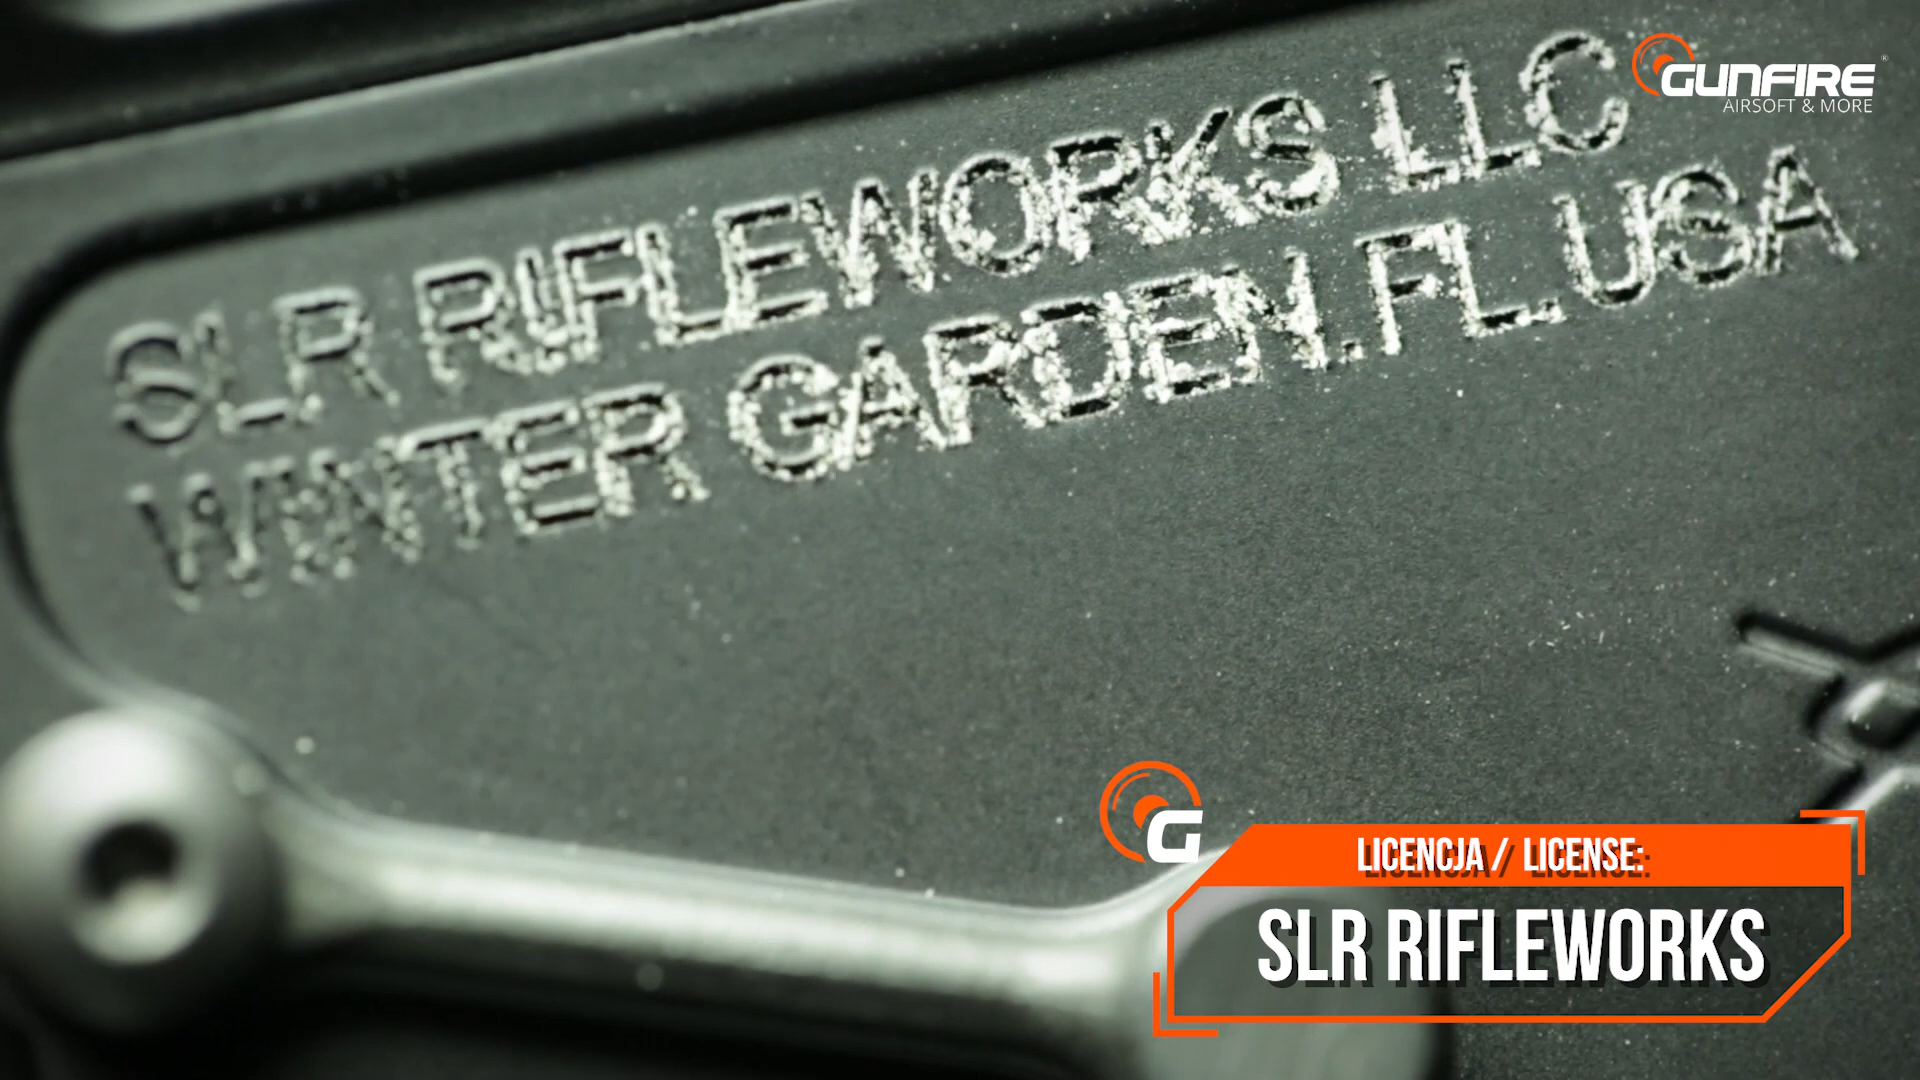 GUNFIRE®
AIRSOFT & MORE
SLR RIFLEWORKS LLC
WINTER GARDEN.FL.USA
G
LICENCJA / LICENSE:
SLR RIFLEWORKS